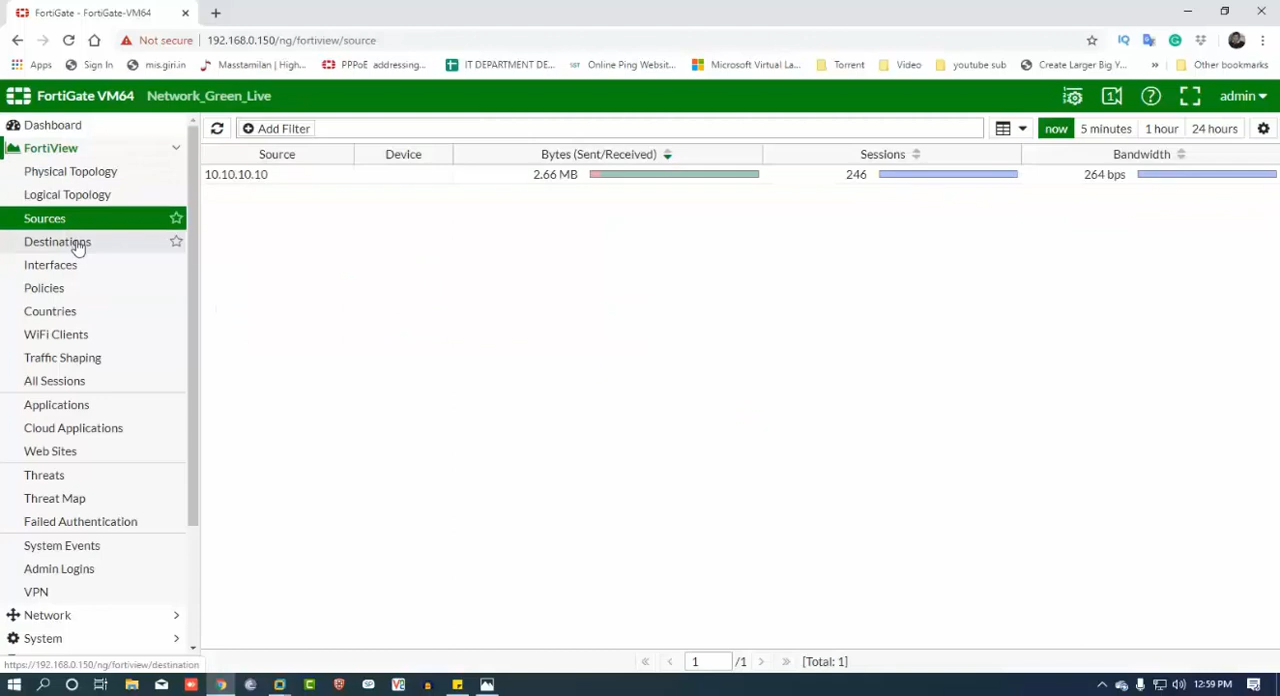 FortiGate - FortiGate-VM64
Not secure 192.168.0.150/ng/fortiview/source
Apps Sign In mis.giri.in Masstamilan | High... PPPoE addressing... IT DEPARTMENT DE... Online Ping Websit... Microsoft Virtual La... Torrent Video youtube sub Create Larger Big Y... » Other bookmarks
FortiGate VM64 Network_Green_Live admin
Dashboard
FortiView
Physical Topology
Logical Topology
Sources
Destinations
Interfaces
Policies
Countries
WiFi Clients
Traffic Shaping
All Sessions
Applications
Cloud Applications
Web Sites
Threats
Threat Map
Failed Authentication
System Events
Admin Logins
VPN
Network
System
Add Filter now 5 minutes 1 hour 24 hours
Source Device Bytes (Sent/Received) Sessions Bandwidth
10.10.10.10 2.66 MB 246 264 bps
« ‹ 1 /1 › » [Total: 1]
https://192.168.0.150/ng/fortiview/destination
12:59 PM